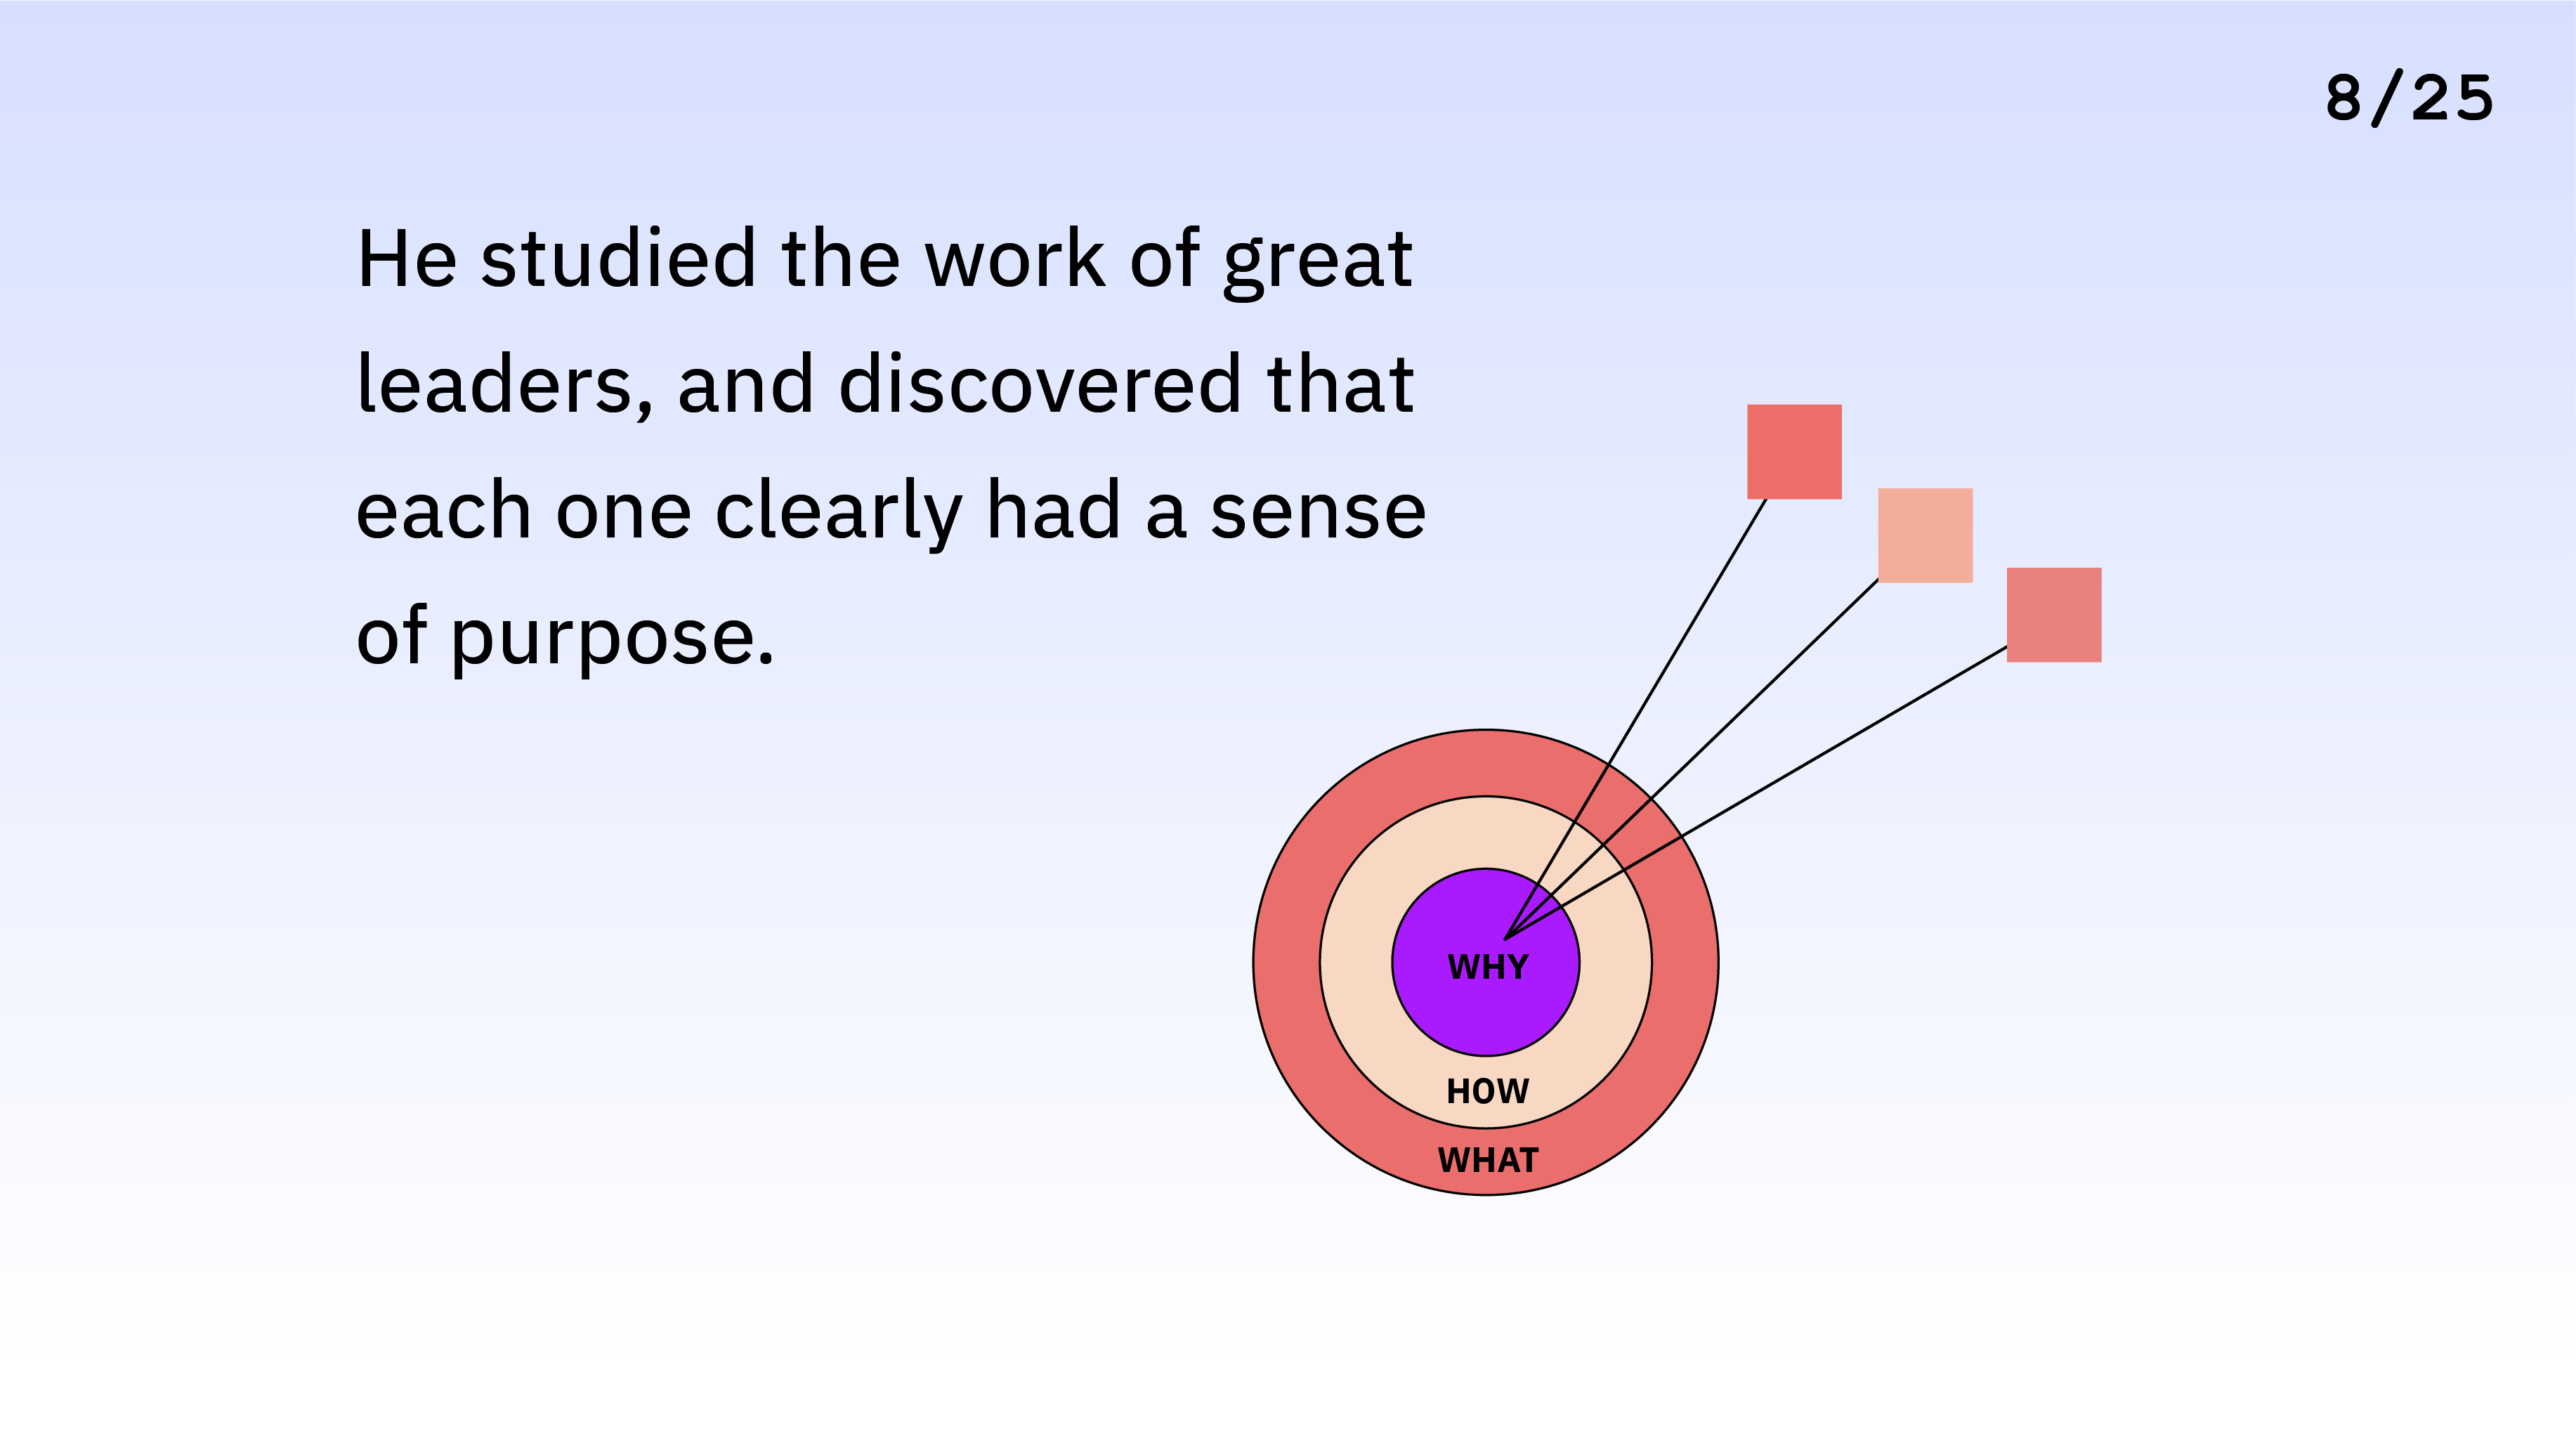 8/25
He studied the work of great
leaders, and discovered that
each one clearly had a sense
of purpose.
WHY
HOW
WHAT